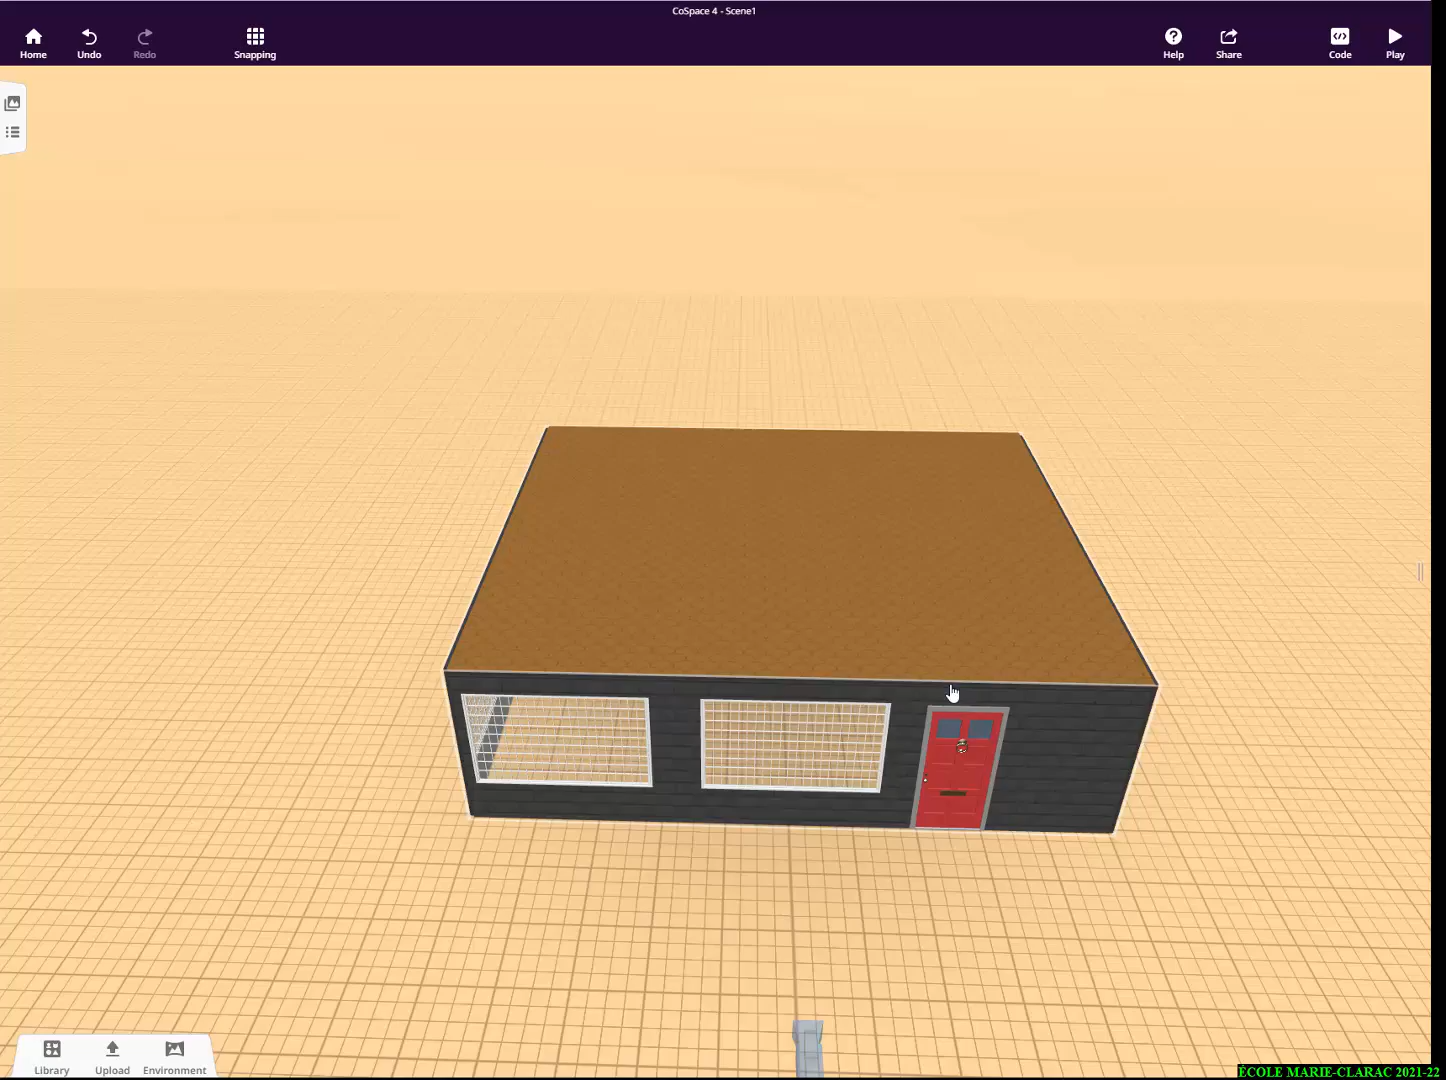 CoSpace 4 - Scene1
Home
Undo
Redo
Snapping
Help
Share
Code
Play
Library
Upload
Environment
ÉCOLE MARIE-CLARAC 2021-22